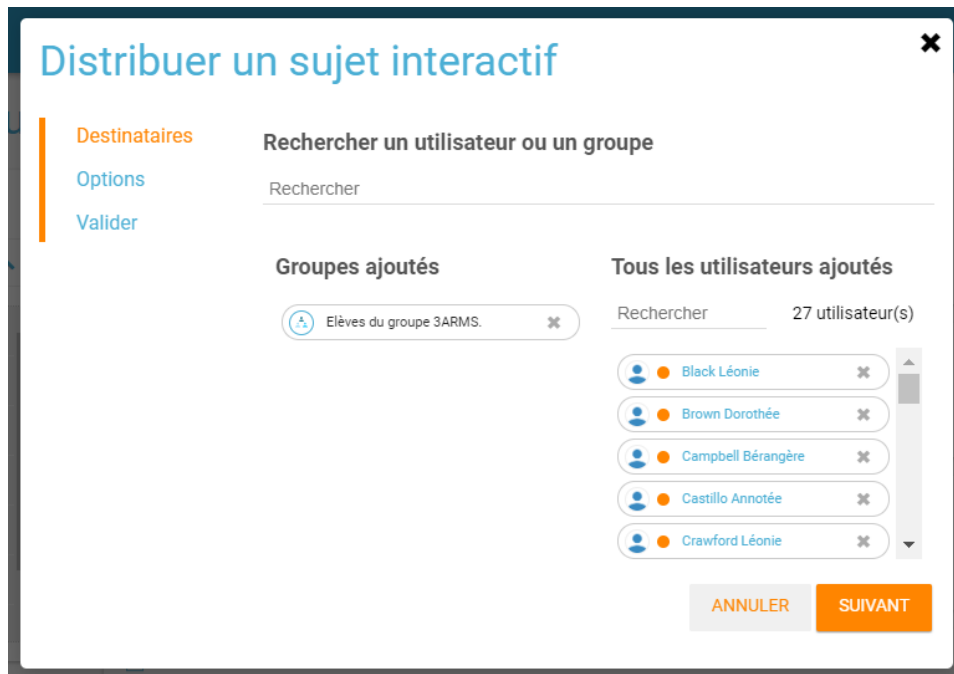 Distribuer un sujet interactif
Destinataires
Options
Valider
Rechercher un utilisateur ou un groupe
Rechercher
Groupes ajoutés
Elèves du groupe 3ARMS.
Tous les utilisateurs ajoutés
Rechercher
27 utilisateur(s)
Black Léonie
Brown Dorothée
Campbell Bérangère
Castillo Annotée
Crawford Léonie
ANNULER
SUIVANT